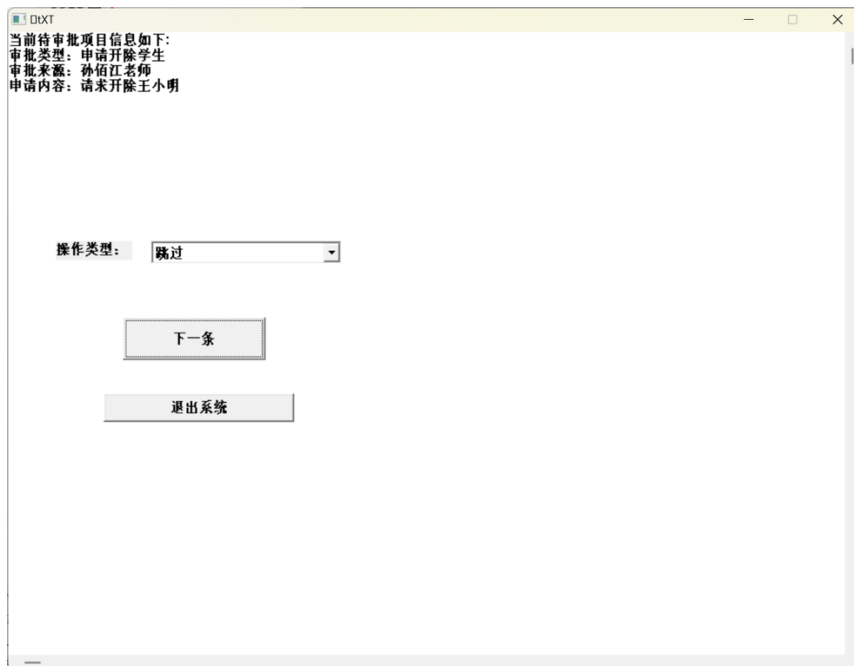 OtXT
当前待审批项目信息如下:
审批类型：申请开除学生
审批来源：孙佰江老师
申请内容：请求开除王小明
操作类型：
跳过
下一条
退出系统